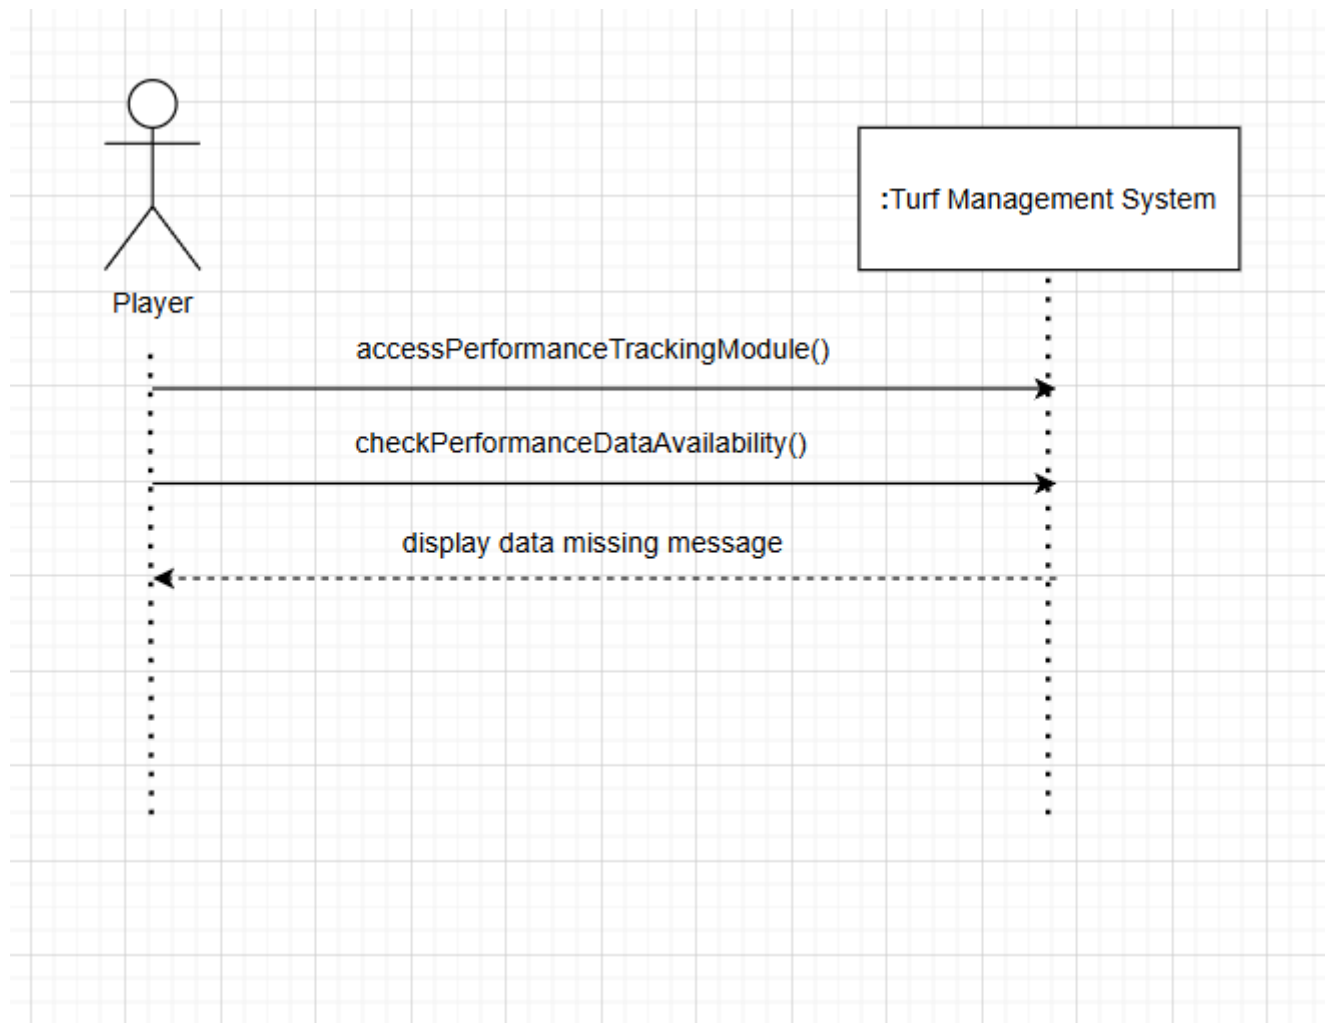 :Turf Management System
Player
accessPerformanceTrackingModule()
checkPerformanceDataAvailability()
display data missing message